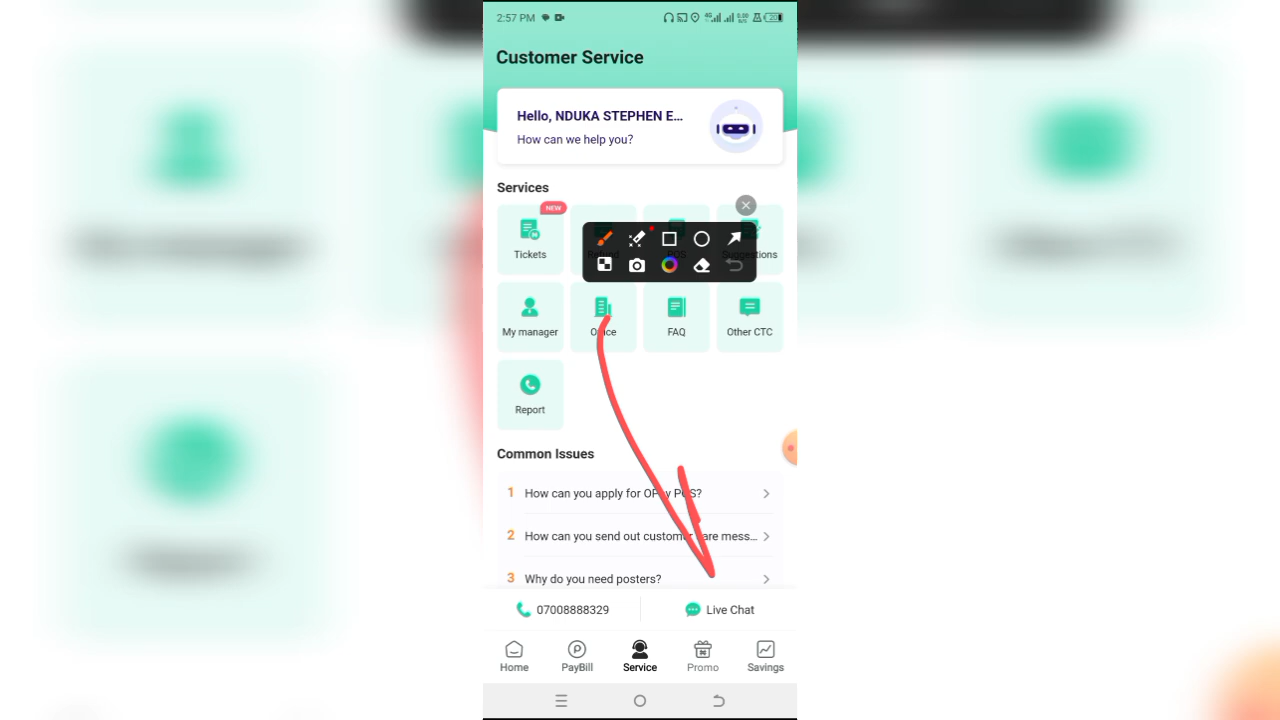 2:57 PM
Customer Service
Hello, NDUKA STEPHEN E...
How can we help you?
Services
NEW
Tickets
My manager
Office
FAQ
Other CTC
Report
Common Issues
1 How can you apply for OPay POS?
2 How can you send out customer care mess...
3 Why do you need posters?
07008888329
Live Chat
Home
PayBill
Service
Promo
Savings